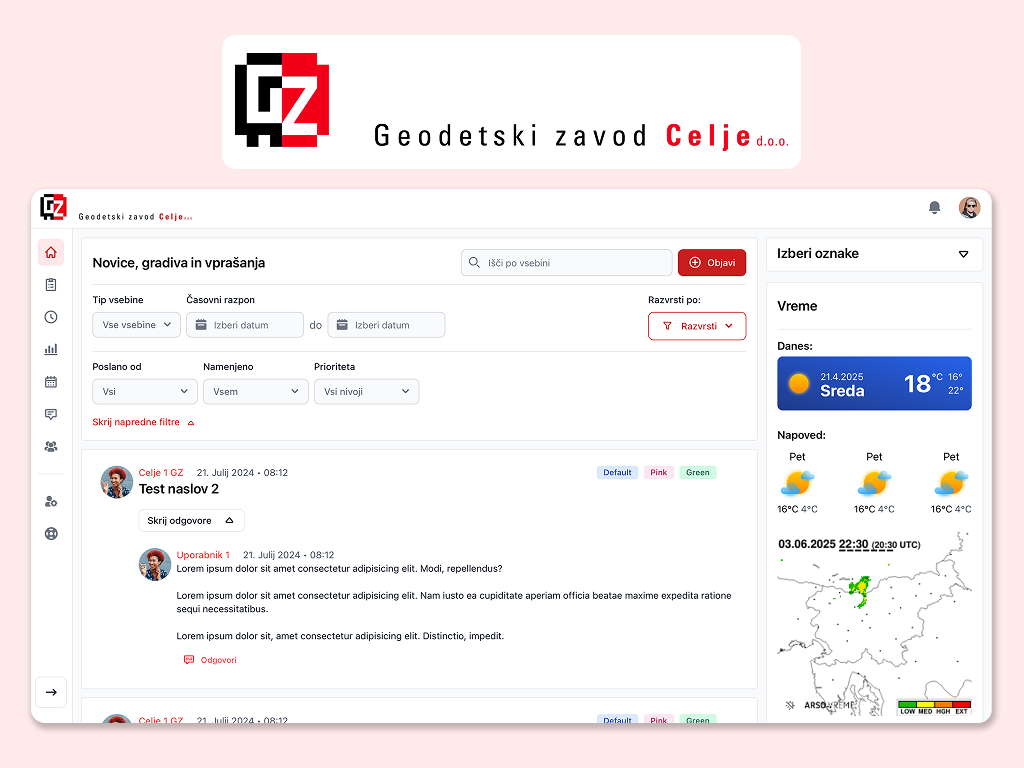 GZ
Geodetski zavod Celje d.o.o.
GZ
Geodetski zavod Celje d.o.o.
Novice, gradiva in vprašanja
Išči po vsebini
Objavi
Tip vsebine
Časovni razpon
Razvrsti po:
Vse vsebine
Izberi datum
do
Izberi datum
Razvrsti
Poslano od
Namenjeno
Prioriteta
Vsi
Vsem
Vsi nivoji
Skrij napredne filtre
Celje 1 GZ
21. Julij 2024 • 08:12
Default
Pink
Green
Test naslov 2
Skrij odgovore
Uporabnik 1
21. Julij 2024 • 08:12
Lorem ipsum dolor sit amet consectetur adipisicing elit. Modi, repellendus?
Lorem ipsum dolor sit amet consectetur adipisicing elit. Nam iusto ea cupiditate aperiam officia beatae maxime expedita ratione
sequi necessitatibus.
Lorem ipsum dolor sit, amet consectetur adipisicing elit. Distinctio, impedit.
Odgovori
Celje 1 GZ
21. Julij 2024 • 08:12
Default
Pink
Green
Izberi oznake
Vreme
Danes:
21.4.2025
Sreda
18°C
16°
22°
Napoved:
Pet
Pet
Pet
16°C 4°C
16°C 4°C
16°C 4°C
03.06.2025 22:30 (20:30 UTC)
ARSO VREME
LOW MED HIGH EXT